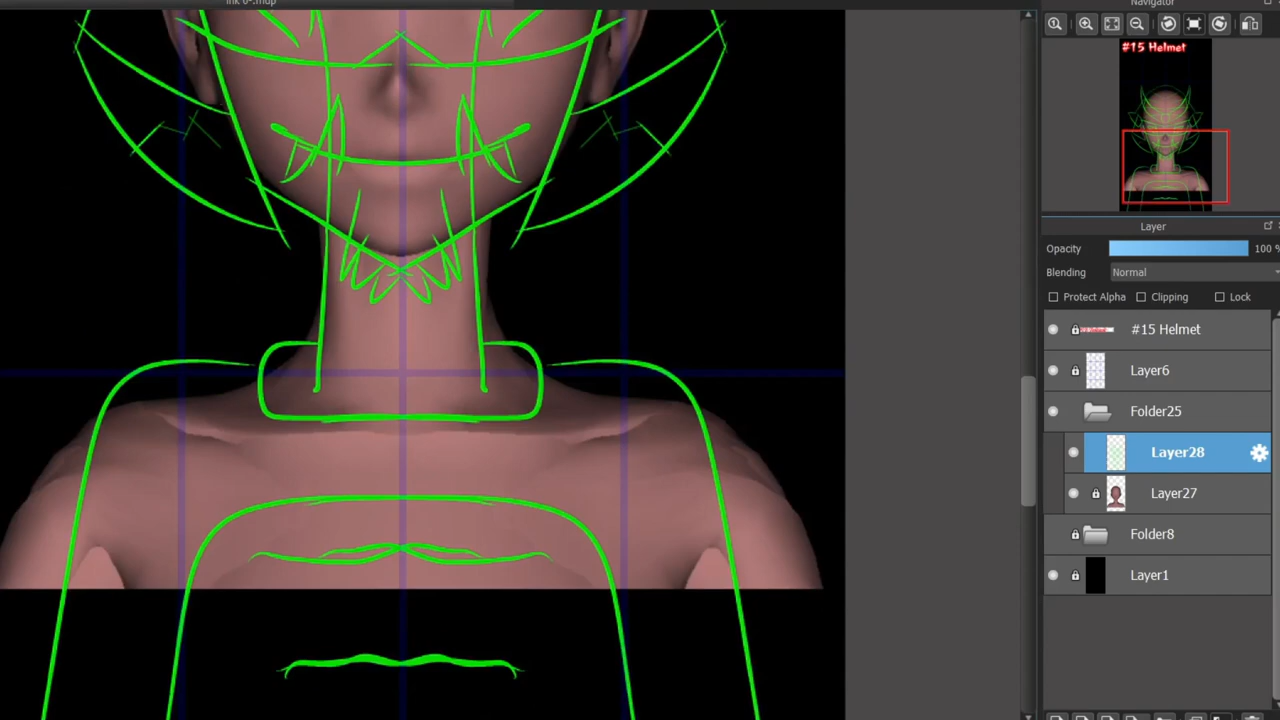 Navigator
#15 Helmet
Layer
Opacity 100 %
Blending Normal
Protect Alpha Clipping Lock
#15 Helmet
Layer6
Folder25
Layer28
Layer27
Folder8
Layer1